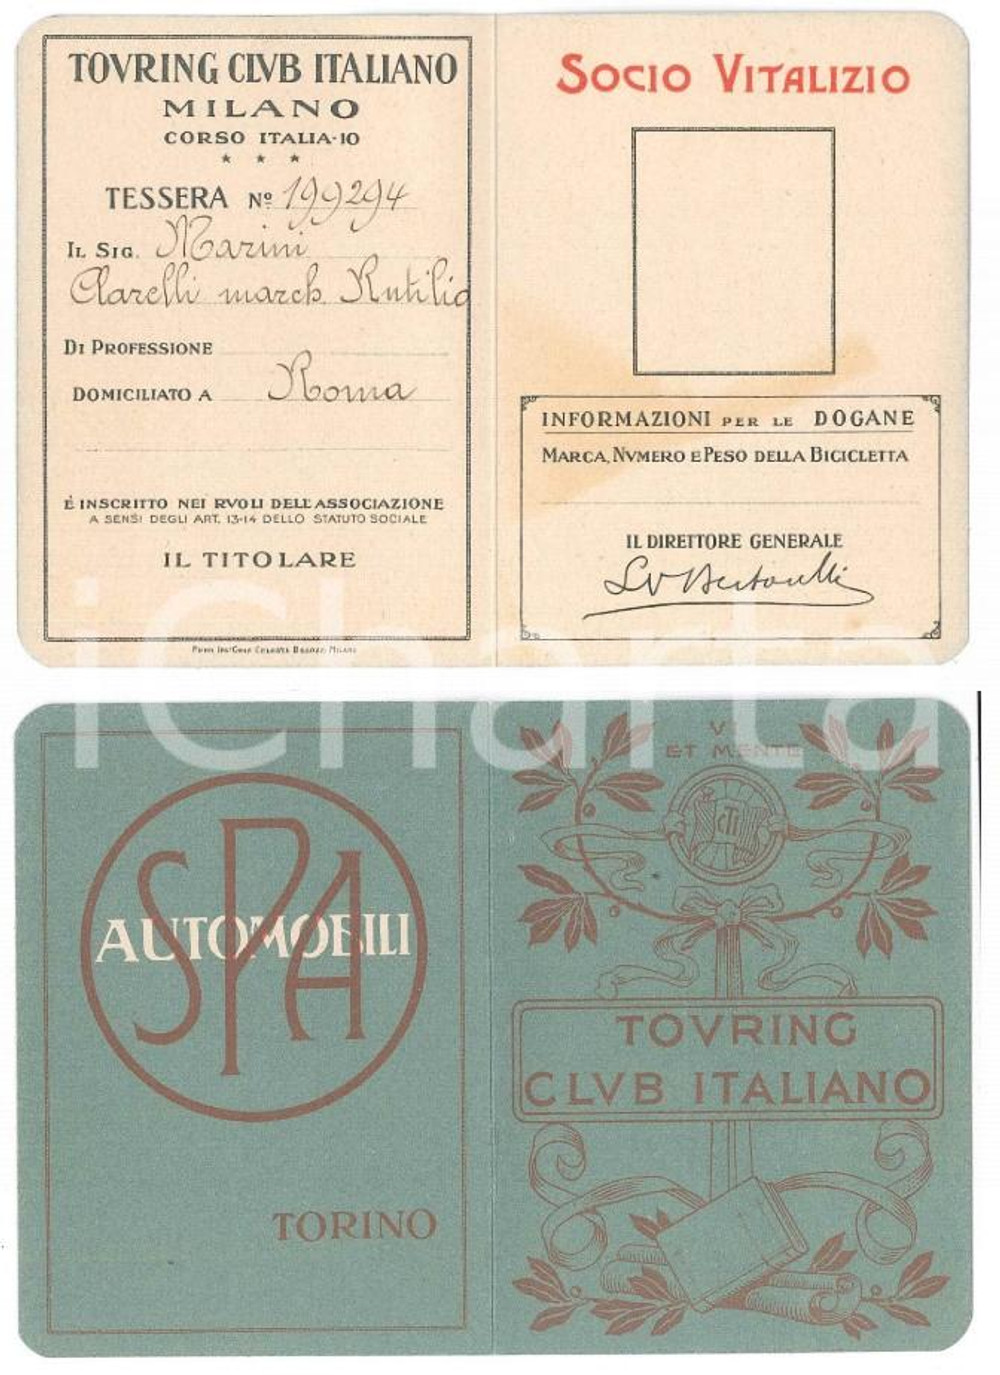 TOVRING CLVB ITALIANO
MILANO
CORSO ITALIA-10
TESSERA Nº 199294
IL SIG. Marini
Clarelli march. Rutilio
DI PROFESSIONE
DOMICILIATO A Roma
É INSCRITTO NEI RVOLI DELL'ASSOCIAZIONE
A SENSI DEGLI ART. 13-14 DELLO STATUTO SOCIALE
IL TITOLARE
SOCIO VITALIZIO
INFORMAZIONI PER LE DOGANE
MARCA, NVMERO E PESO DELLA BICICLETTA
IL DIRETTORE GENERALE
iCharta
SPA
AUTOMOBILI
TORINO
ET MENTE
CTI
TOVRING
CLVB ITALIANO